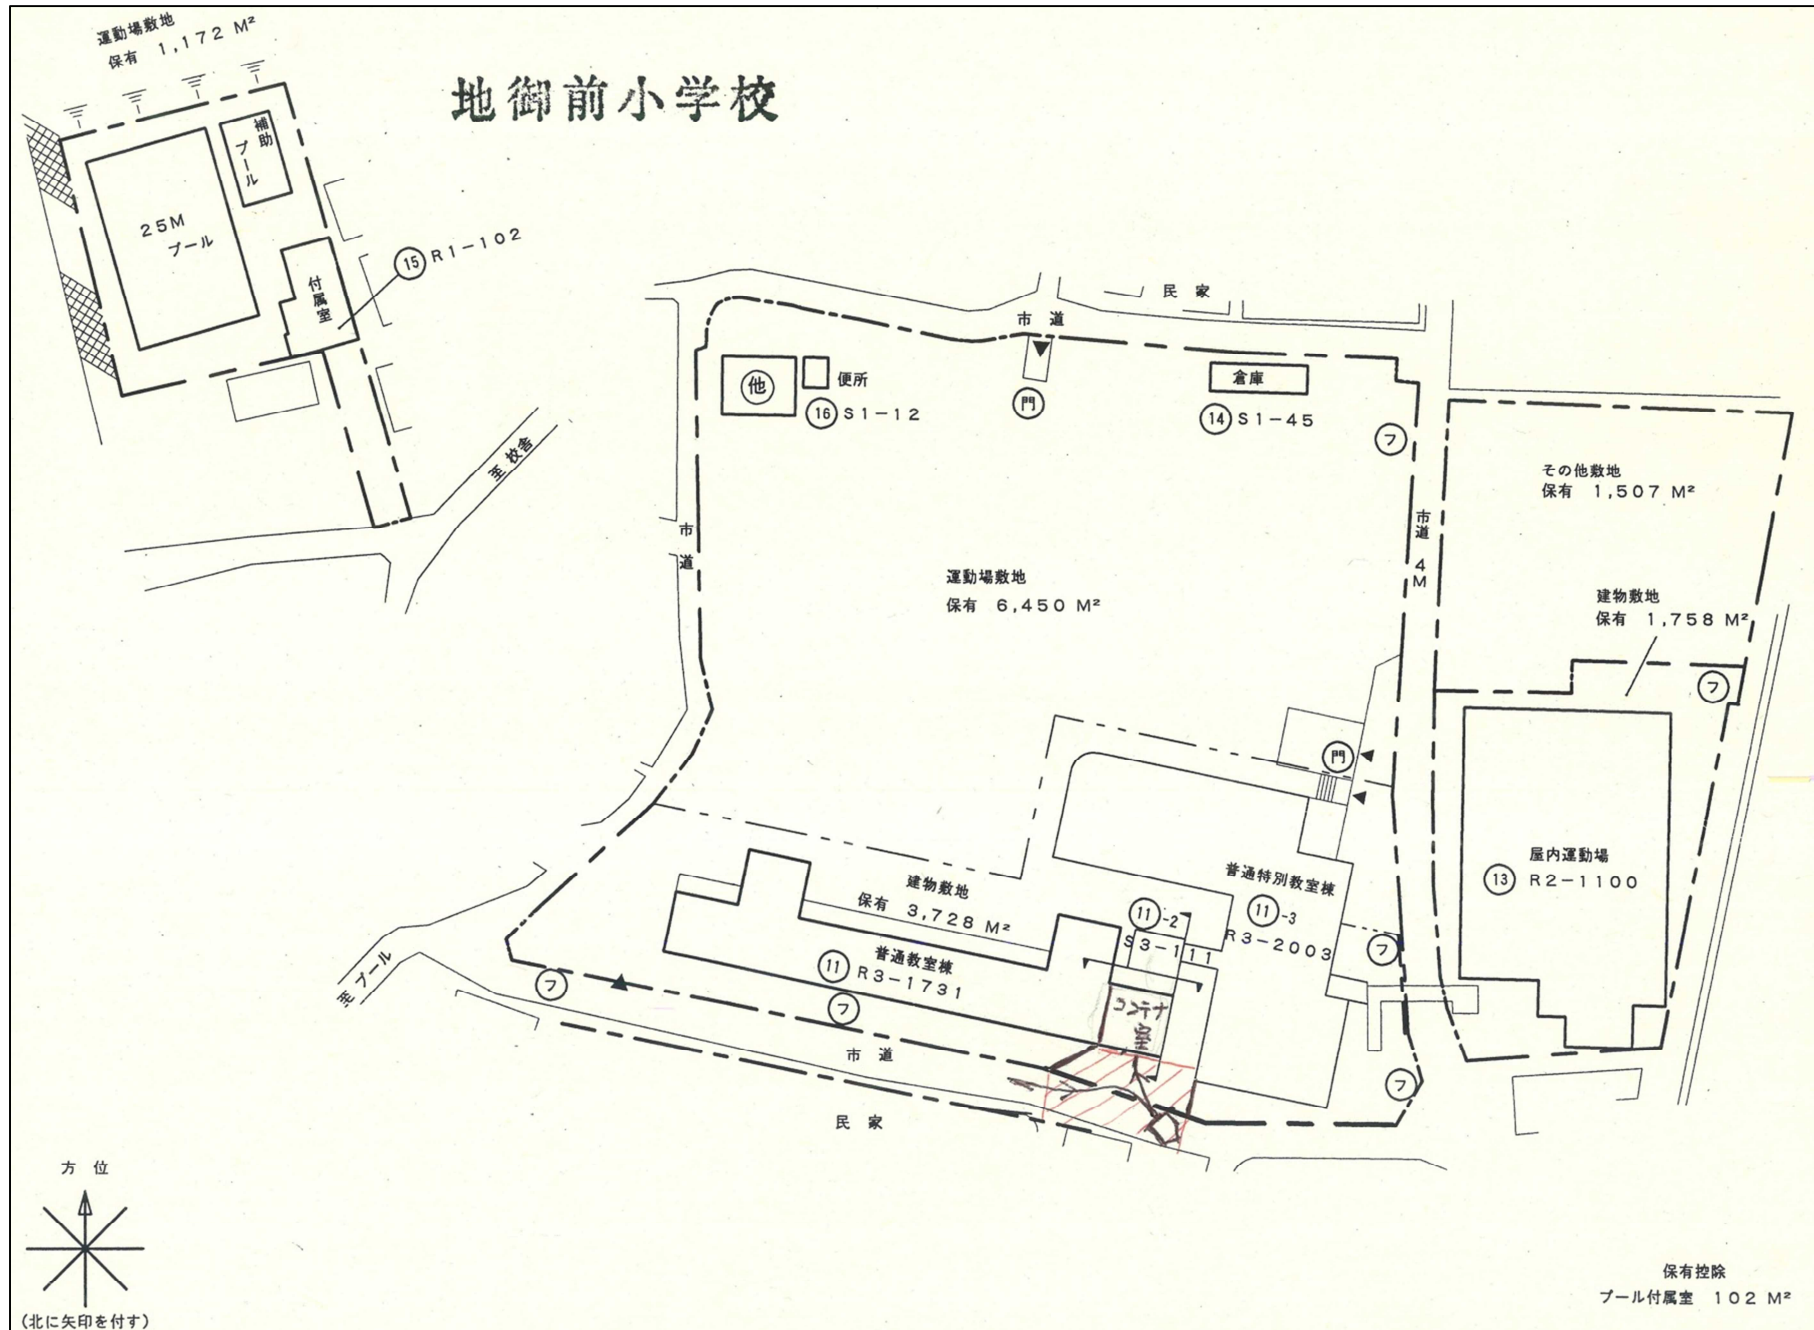 運動場敷地
保有 1,172 M²
地御前小学校
補助
プール
25M
プール
⑮ R1-102
付属室
至 校舎
民 家
市 道
他
便所
⑯ S1-12
門
倉庫
⑭ S1-45
フ
その他敷地
保有 1,507 M²
市道 4M
市 道
運動場敷地
保有 6,450 M²
建物敷地
保有 1,758 M²
フ
門
屋内運動場
⑬ R2-1100
普通特別教室棟
⑪-3
R3-2003
建物敷地
保有 3,728 M²
⑪-2
S3-111
フ
普通教室棟
⑪ R3-1731
至 プール
フ
フ
コンテナ
室
市 道
フ
民 家
方 位
(北に矢印を付す)
保有控除
プール付属室 102 M²